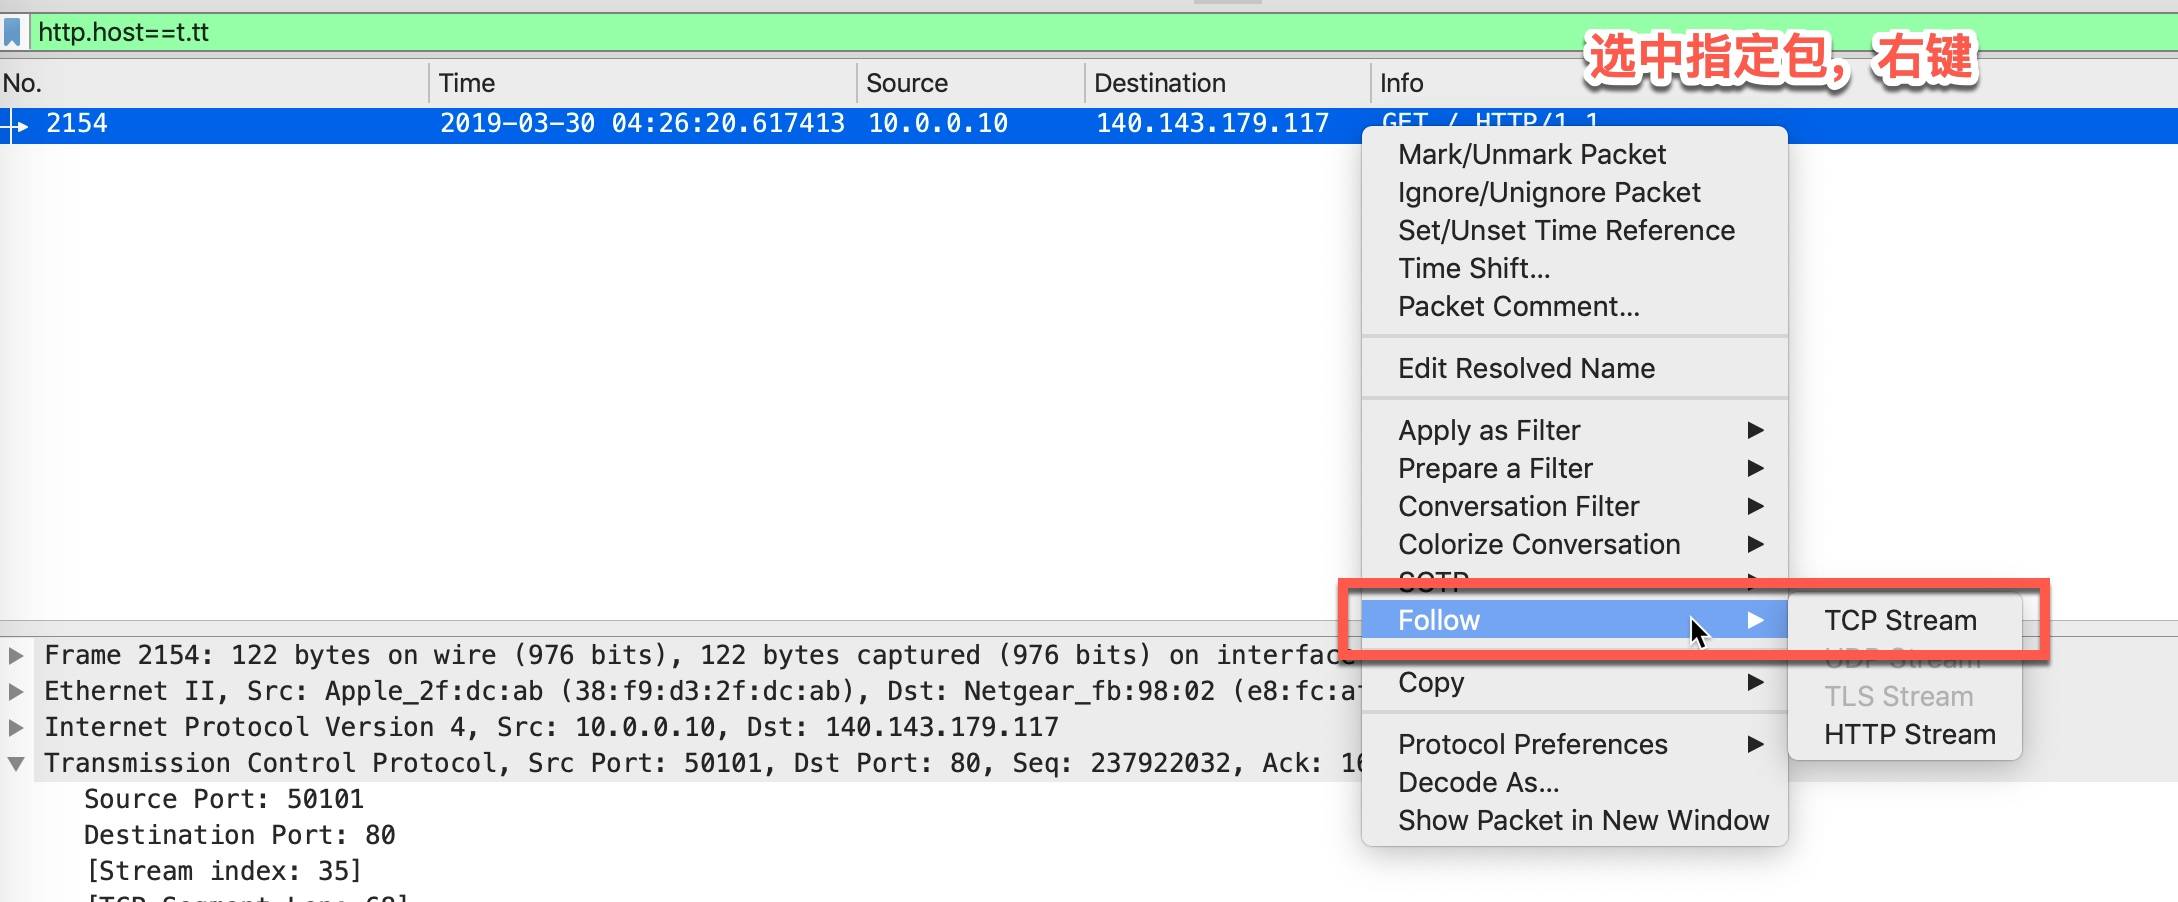 http.host==t.tt
选中指定包，右键
No. Time Source Destination Info
2154 2019-03-30 04:26:20.617413 10.0.0.10 140.143.179.117 GET / HTTP/1.1
Mark/Unmark Packet
Ignore/Unignore Packet
Set/Unset Time Reference
Time Shift...
Packet Comment...
Edit Resolved Name
Apply as Filter
Prepare a Filter
Conversation Filter
Colorize Conversation
SCTP
Follow
Copy
Protocol Preferences
Decode As...
Show Packet in New Window
TCP Stream
UDP Stream
TLS Stream
HTTP Stream
Frame 2154: 122 bytes on wire (976 bits), 122 bytes captured (976 bits) on interface
Ethernet II, Src: Apple_2f:dc:ab (38:f9:d3:2f:dc:ab), Dst: Netgear_fb:98:02 (e8:fc:af
Internet Protocol Version 4, Src: 10.0.0.10, Dst: 140.143.179.117
Transmission Control Protocol, Src Port: 50101, Dst Port: 80, Seq: 237922032, Ack: 16
Source Port: 50101
Destination Port: 80
[Stream index: 35]
[TCP Segment Len: 68]